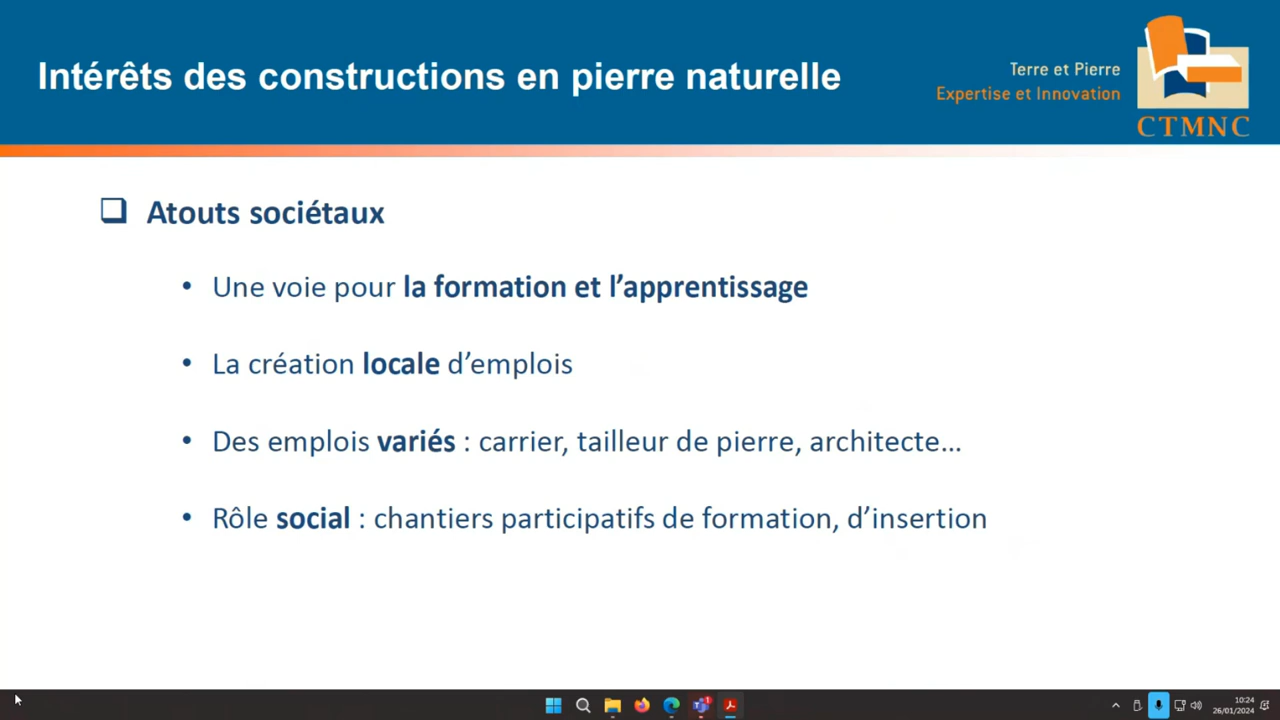 Intérêts des constructions en pierre naturelle
Terre et Pierre
Expertise et Innovation
CTMNC
Atouts sociétaux
• Une voie pour la formation et l’apprentissage
• La création locale d’emplois
• Des emplois variés : carrier, tailleur de pierre, architecte…
• Rôle social : chantiers participatifs de formation, d’insertion
10:24
26/01/2024